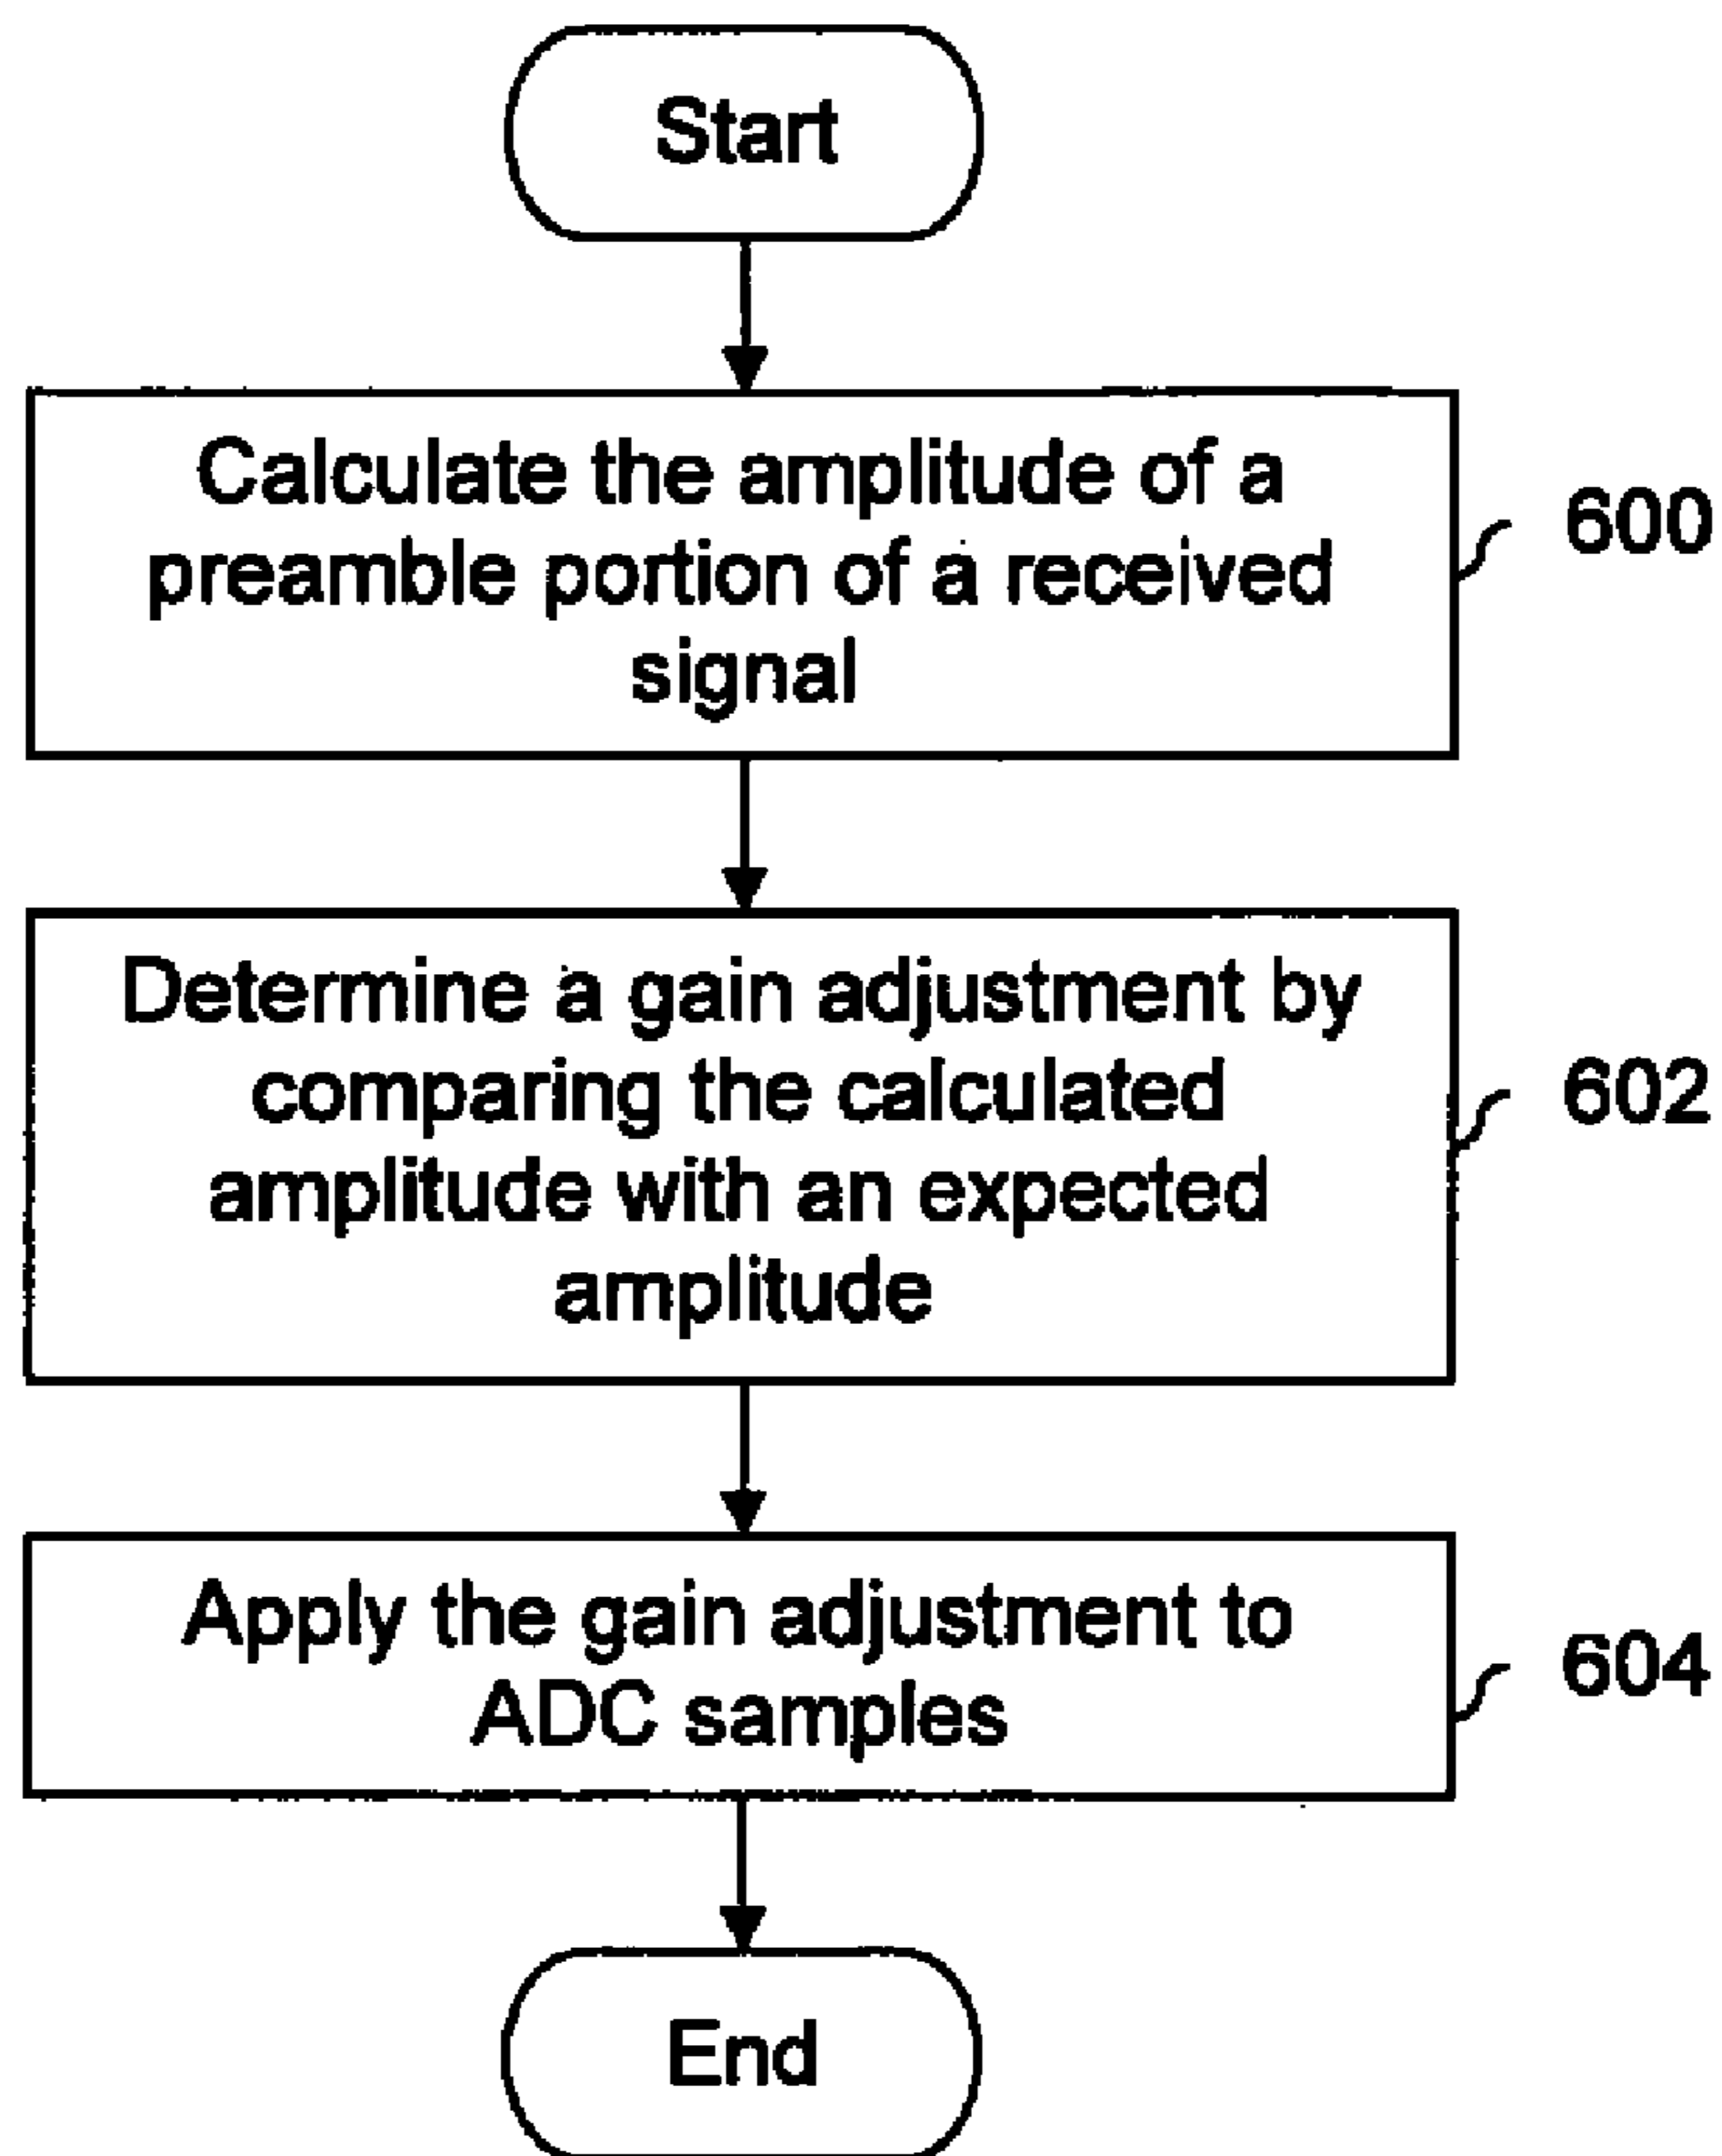 Start
Calculate the amplitude of a
preamble portion of a received
signal
600
Determine a gain adjustment by
comparing the calculated
amplitude with an expected
amplitude
602
Apply the gain adjustment to
ADC samples
604
End